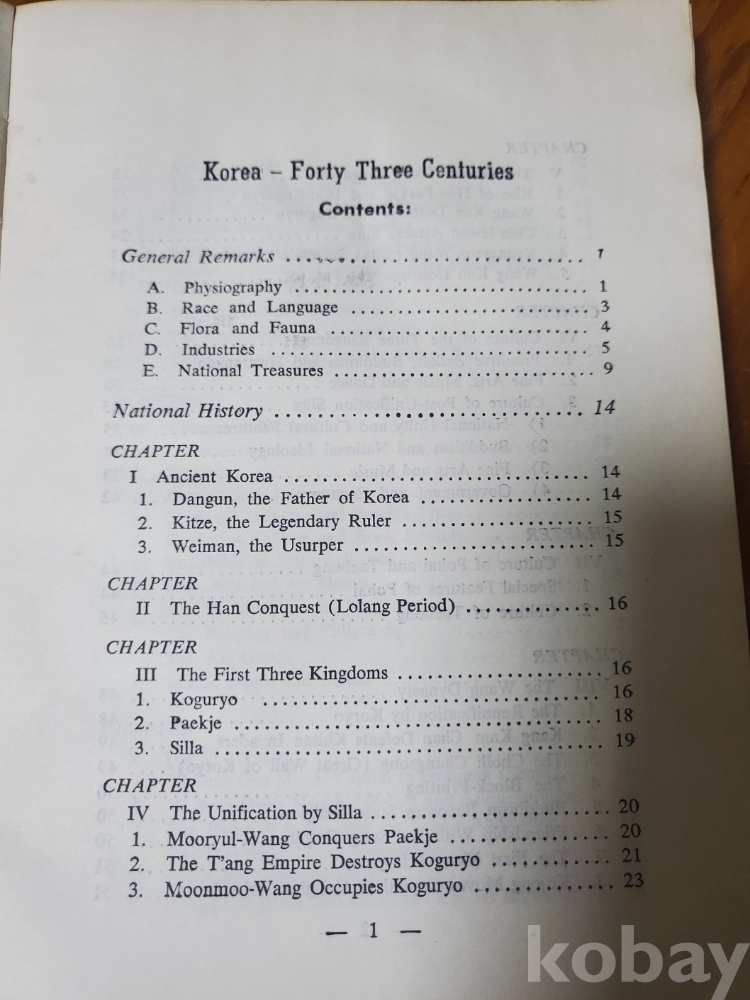 Korea – Forty Three Centuries
Contents:
General Remarks .................... 1
A. Physiography .................... 1
B. Race and Language .................... 3
C. Flora and Fauna .................... 4
D. Industries .................... 5
E. National Treasures .................... 9
National History .................... 14
CHAPTER
I Ancient Korea .................... 14
1. Dangun, the Father of Korea .................... 14
2. Kitze, the Legendary Ruler .................... 15
3. Weiman, the Usurper .................... 15
CHAPTER
II The Han Conquest (Lolang Period) .................... 16
CHAPTER
III The First Three Kingdoms .................... 16
1. Koguryo .................... 16
2. Paekje .................... 18
3. Silla .................... 19
CHAPTER
IV The Unification by Silla .................... 20
1. Mooryul-Wang Conquers Paekje .................... 20
2. The T'ang Empire Destroys Koguryo .................... 21
3. Moonmoo-Wang Occupies Koguryo .................... 23
— 1 —
kobay